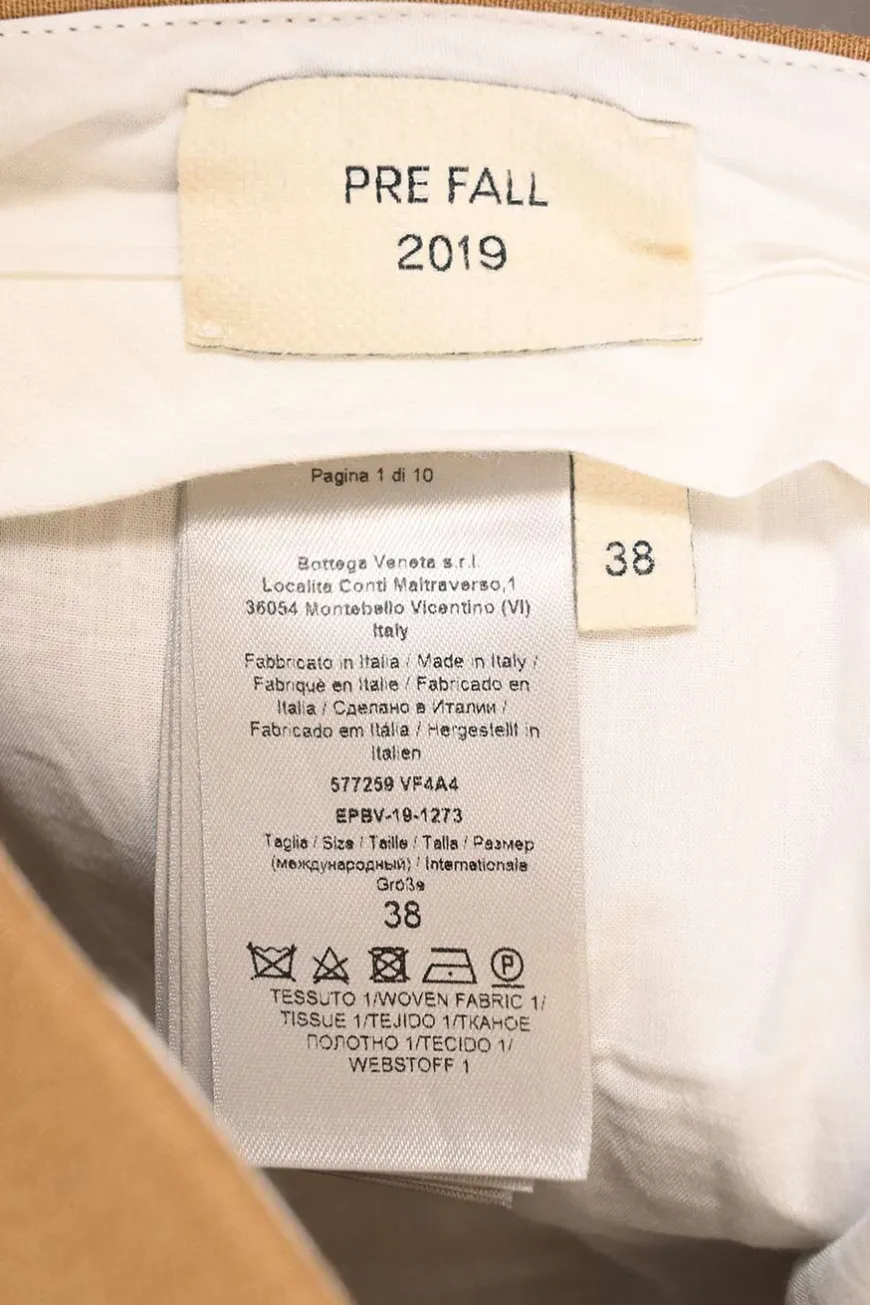 PRE FALL
2019
Pagina 1 di 10
38
Bottega Veneta s.r.l.
Localita Conti Maltraverso,1
36054 Montebello Vicentino (VI)
Italy
Fabbricato in Italia / Made in Italy /
Fabriquè en Italie / Fabricado en
Italia / Сделано в Италии /
Fabricado em Itália / Hergestellt in
Italien
577259 VF4A4
EPBV-19-1273
Taglia / Size / Taille / Talla / Размер
(международный) / Internationale
Größe
38
P
TESSUTO 1/WOVEN FABRIC 1/
TISSUE 1/TEJIDO 1/ТКАНОЕ
ПОЛОТНО 1/TECIDO 1/
WEBSTOFF 1